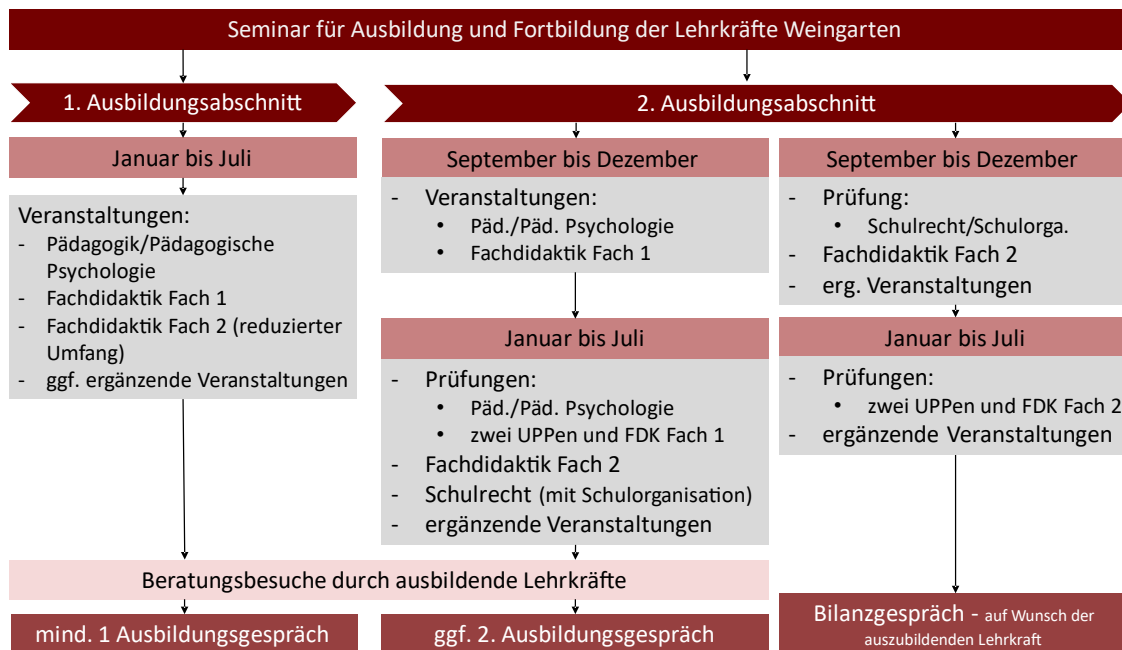 Seminar für Ausbildung und Fortbildung der Lehrkräfte Weingarten
1. Ausbildungsabschnitt
Januar bis Juli
Veranstaltungen:
- Pädagogik/Pädagogische
Psychologie
- Fachdidaktik Fach 1
- Fachdidaktik Fach 2 (reduzierter
Umfang)
- ggf. ergänzende Veranstaltungen
2. Ausbildungsabschnitt
September bis Dezember
- Veranstaltungen:
• Päd./Päd. Psychologie
• Fachdidaktik Fach 1
Januar bis Juli
- Prüfungen:
• Päd./Päd. Psychologie
• zwei UPPen und FDK Fach 1
- Fachdidaktik Fach 2
- Schulrecht (mit Schulorganisation)
- ergänzende Veranstaltungen
September bis Dezember
- Prüfung:
• Schulrecht/Schulorga.
- Fachdidaktik Fach 2
- erg. Veranstaltungen
Januar bis Juli
- Prüfungen:
• zwei UPPen und FDK Fach 2
- ergänzende Veranstaltungen
Beratungsbesuche durch ausbildende Lehrkräfte
mind. 1 Ausbildungsgespräch
ggf. 2. Ausbildungsgespräch
Bilanzgespräch - auf Wunsch der
auszubildenden Lehrkraft